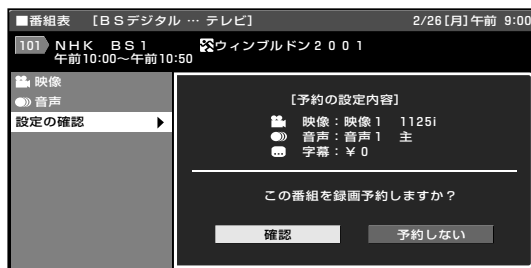 ■番組表 [BSデジタル … テレビ] 2/26[月]午前 9:00
101 NHK BS1 ウィンブルドン2001
午前10:00〜午前10:50
映像
音声
設定の確認 ▶
[予約の設定内容]
映像：映像1 1125i
音声：音声1 主
字幕：￥0
この番組を録画予約しますか？
確認 予約しない